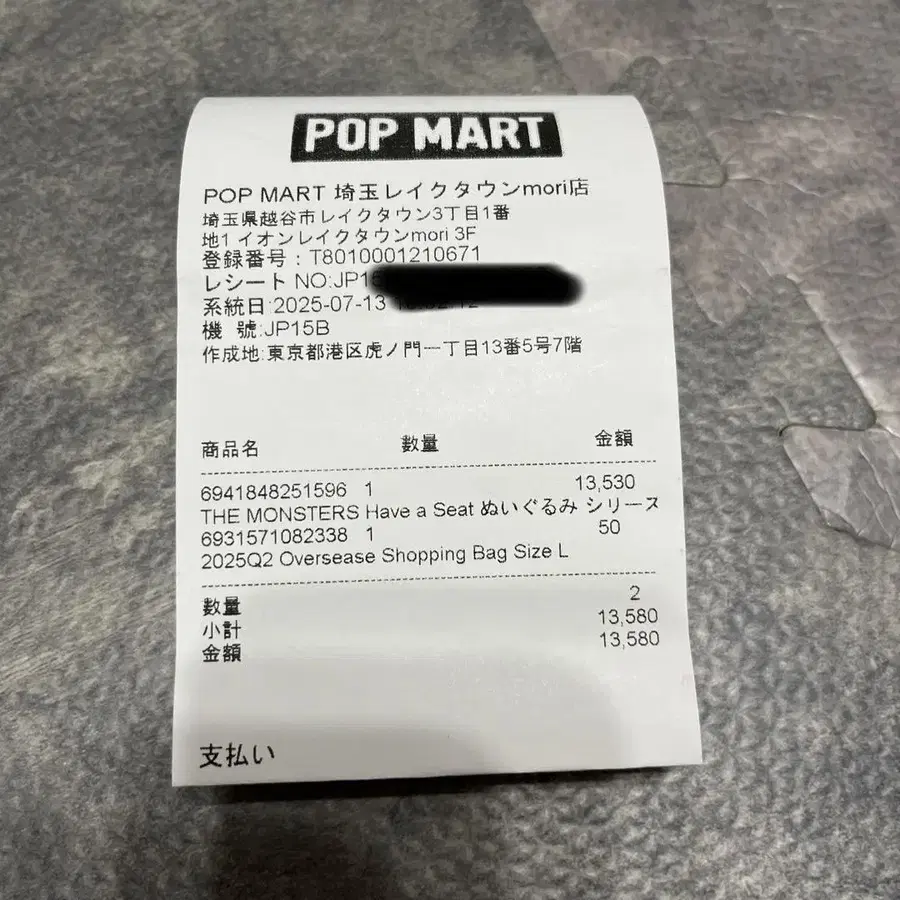 POP MART
POP MART 埼玉レイクタウンmori店
埼玉県越谷市レイクタウン3丁目1番
地1 イオンレイクタウンmori 3F
登録番号：T8010001210671
レシート NO:JP15
系統日:2025-07-13
機 號:JP15B
作成地:東京都港区虎ノ門一丁目13番5号7階
商品名 數量 金額
6941848251596 1 13,530
THE MONSTERS Have a Seat ぬいぐるみ シリーズ
6931571082338 1 50
2025Q2 Oversease Shopping Bag Size L
數量 2
小計 13,580
金額 13,580
支払い